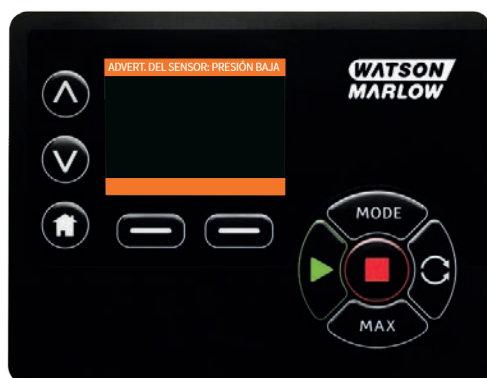 ADVERT. DEL SENSOR: PRESIÓN BAJA
WATSON
MARLOW
MODE
MAX